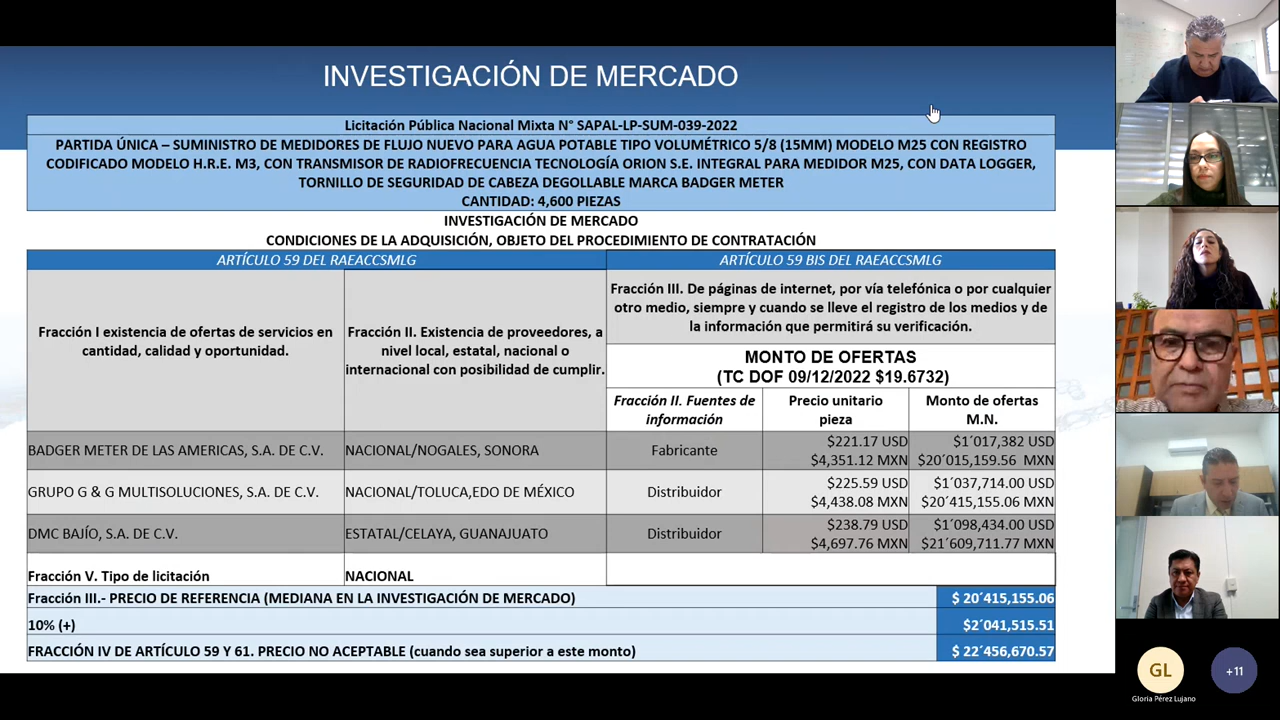 INVESTIGACIÓN DE MERCADO
Licitación Pública Nacional Mixta N° SAPAL-LP-SUM-039-2022
PARTIDA ÚNICA – SUMINISTRO DE MEDIDORES DE FLUJO NUEVO PARA AGUA POTABLE TIPO VOLUMÉTRICO 5/8 (15MM) MODELO M25 CON REGISTRO
CODIFICADO MODELO H.R.E. M3, CON TRANSMISOR DE RADIOFRECUENCIA TECNOLOGÍA ORION S.E. INTEGRAL PARA MEDIDOR M25, CON DATA LOGGER,
TORNILLO DE SEGURIDAD DE CABEZA DEGOLLABLE MARCA BADGER METER
CANTIDAD: 4,600 PIEZAS
INVESTIGACIÓN DE MERCADO
CONDICIONES DE LA ADQUISICIÓN, OBJETO DEL PROCEDIMIENTO DE CONTRATACIÓN
ARTÍCULO 59 DEL RAEACCSMLG
ARTÍCULO 59 BIS DEL RAEACCSMLG
Fracción I existencia de ofertas de servicios en
cantidad, calidad y oportunidad.
Fracción II. Existencia de proveedores, a
nivel local, estatal, nacional o
internacional con posibilidad de cumplir.
Fracción III. De páginas de internet, por vía telefónica o por cualquier
otro medio, siempre y cuando se lleve el registro de los medios y de
la información que permitirá su verificación.
MONTO DE OFERTAS
(TC DOF 09/12/2022 $19.6732)
Fracción II. Fuentes de
información
Precio unitario
pieza
Monto de ofertas
M.N.
BADGER METER DE LAS AMERICAS, S.A. DE C.V.
NACIONAL/NOGALES, SONORA
Fabricante
$221.17 USD
$4,351.12 MXN
$1´017,382 USD
$20´015,159.56 MXN
GRUPO G & G MULTISOLUCIONES, S.A. DE C.V.
NACIONAL/TOLUCA,EDO DE MÉXICO
Distribuidor
$225.59 USD
$4,438.08 MXN
$1´037,714.00 USD
$20´415,155.06 MXN
DMC BAJÍO, S.A. DE C.V.
ESTATAL/CELAYA, GUANAJUATO
Distribuidor
$238.79 USD
$4,697.76 MXN
$1´098,434.00 USD
$21´609,711.77 MXN
Fracción V. Tipo de licitación
NACIONAL
Fracción III.- PRECIO DE REFERENCIA (MEDIANA EN LA INVESTIGACIÓN DE MERCADO)
$ 20´415,155.06
10% (+)
$2´041,515.51
FRACCIÓN IV DE ARTÍCULO 59 Y 61. PRECIO NO ACEPTABLE (cuando sea superior a este monto)
$ 22´456,670.57
GL
+11
Gloria Pérez Lujano